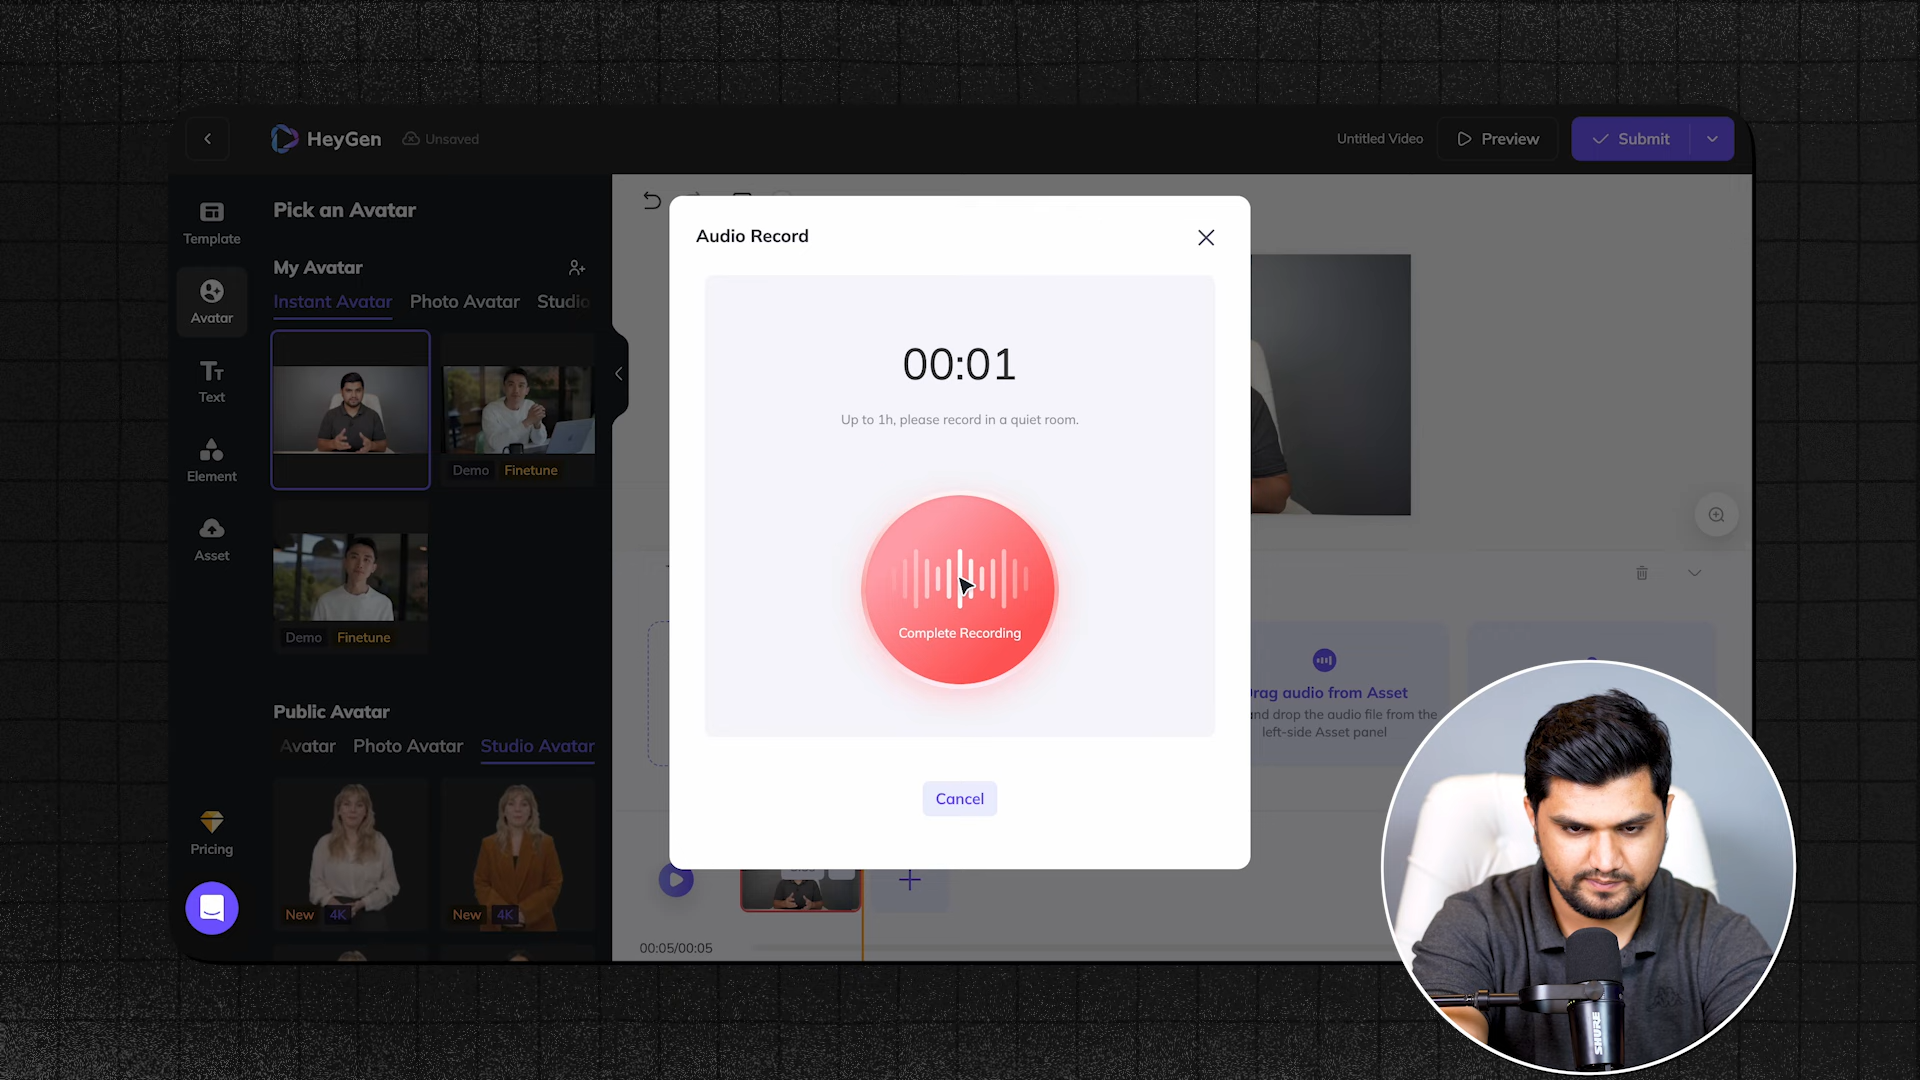 HeyGen
Unsaved
Untitled Video
Preview
Submit
Template
Avatar
Text
Element
Asset
Pricing
Pick an Avatar
My Avatar
Instant Avatar
Photo Avatar
Studio
Demo
Finetune
Demo
Finetune
Public Avatar
Avatar
Photo Avatar
Studio Avatar
New
4K
New
4K
Audio Record
00:01
Up to 1h, please record in a quiet room.
Complete Recording
Cancel
rag audio from Asset
and drop the audio file from the
left-side Asset panel
00:05/00:05
SHURE